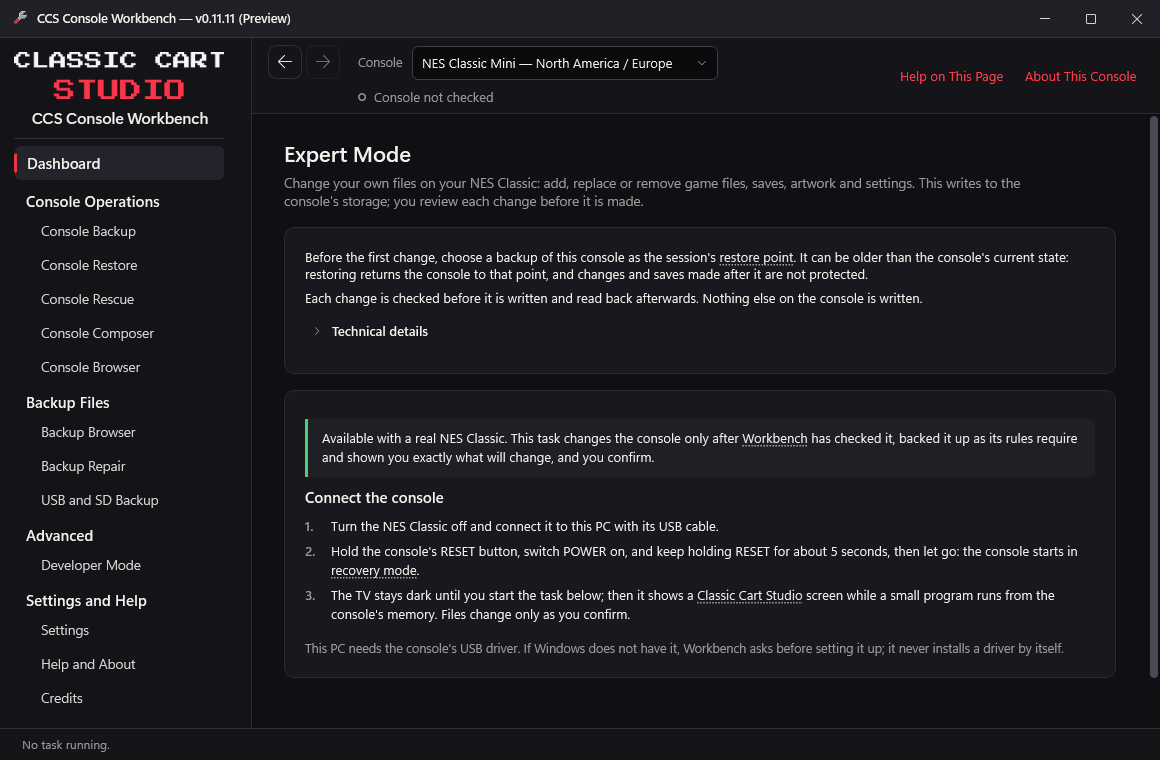 CCS Console Workbench — v0.11.11 (Preview)
CLASSIC CART
STUDIO
CCS Console Workbench
Dashboard
Console Operations
Console Backup
Console Restore
Console Rescue
Console Composer
Console Browser
Backup Files
Backup Browser
Backup Repair
USB and SD Backup
Advanced
Developer Mode
Settings and Help
Settings
Help and About
Credits
Console
NES Classic Mini — North America / Europe
Console not checked
Help on This Page
About This Console
Expert Mode
Change your own files on your NES Classic: add, replace or remove game files, saves, artwork and settings. This writes to the
console's storage; you review each change before it is made.
Before the first change, choose a backup of this console as the session's restore point. It can be older than the console's current state:
restoring returns the console to that point, and changes and saves made after it are not protected.
Each change is checked before it is written and read back afterwards. Nothing else on the console is written.
Technical details
Available with a real NES Classic. This task changes the console only after Workbench has checked it, backed it up as its rules require
and shown you exactly what will change, and you confirm.
Connect the console
1. Turn the NES Classic off and connect it to this PC with its USB cable.
2. Hold the console's RESET button, switch POWER on, and keep holding RESET for about 5 seconds, then let go: the console starts in
recovery mode.
3. The TV stays dark until you start the task below; then it shows a Classic Cart Studio screen while a small program runs from the
console's memory. Files change only as you confirm.
This PC needs the console's USB driver. If Windows does not have it, Workbench asks before setting it up; it never installs a driver by itself.
No task running.